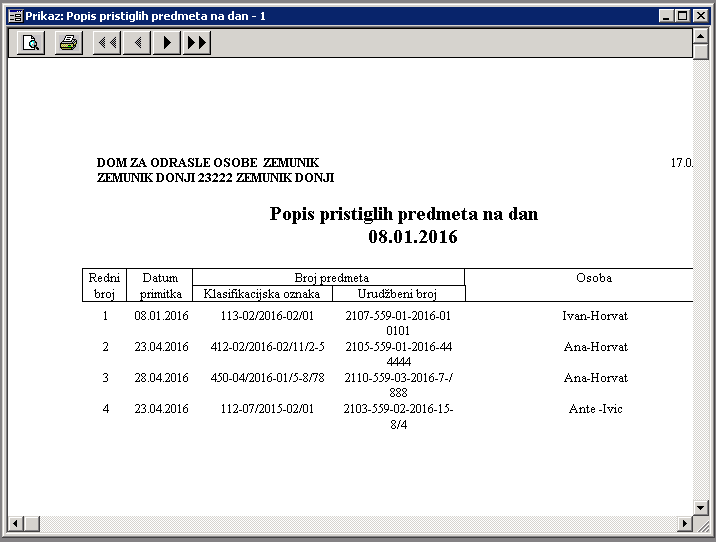 Prikaz: Popis pristiglih predmeta na dan - 1
DOM ZA ODRASLE OSOBE ZEMUNIK
17.0
ZEMUNIK DONJI 23222 ZEMUNIK DONJI
Popis pristiglih predmeta na dan
08.01.2016
Redni broj Datum primitka Broj predmeta Osoba
Klasifikacijska oznaka Urudžbeni broj
1 08.01.2016 113-02/2016-02/01 2107-559-01-2016-01 Ivan-Horvat
0101
2 23.04.2016 412-02/2016-02/11/2-5 2105-559-01-2016-44 Ana-Horvat
4444
3 28.04.2016 450-04/2016-01/5-8/78 2110-559-03-2016-7-/ Ana-Horvat
888
4 23.04.2016 112-07/2015-02/01 2103-559-02-2016-15- Ante -Ivic
8/4